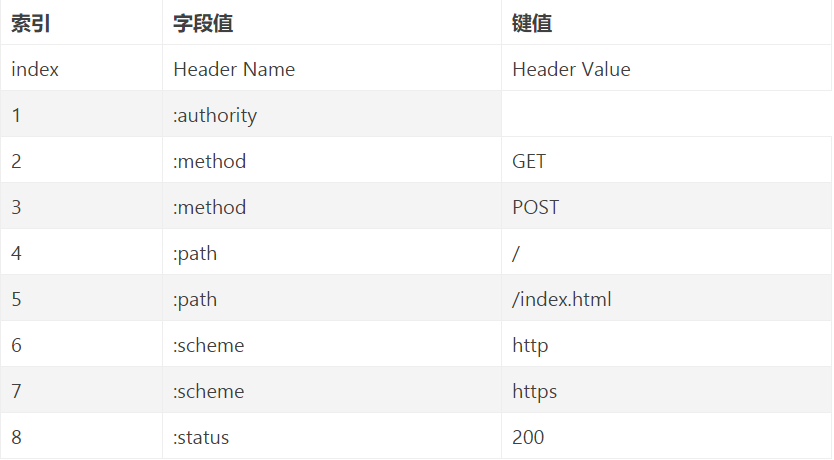 索引 字段值 键值
index Header Name Header Value
1 :authority
2 :method GET
3 :method POST
4 :path /
5 :path /index.html
6 :scheme http
7 :scheme https
8 :status 200